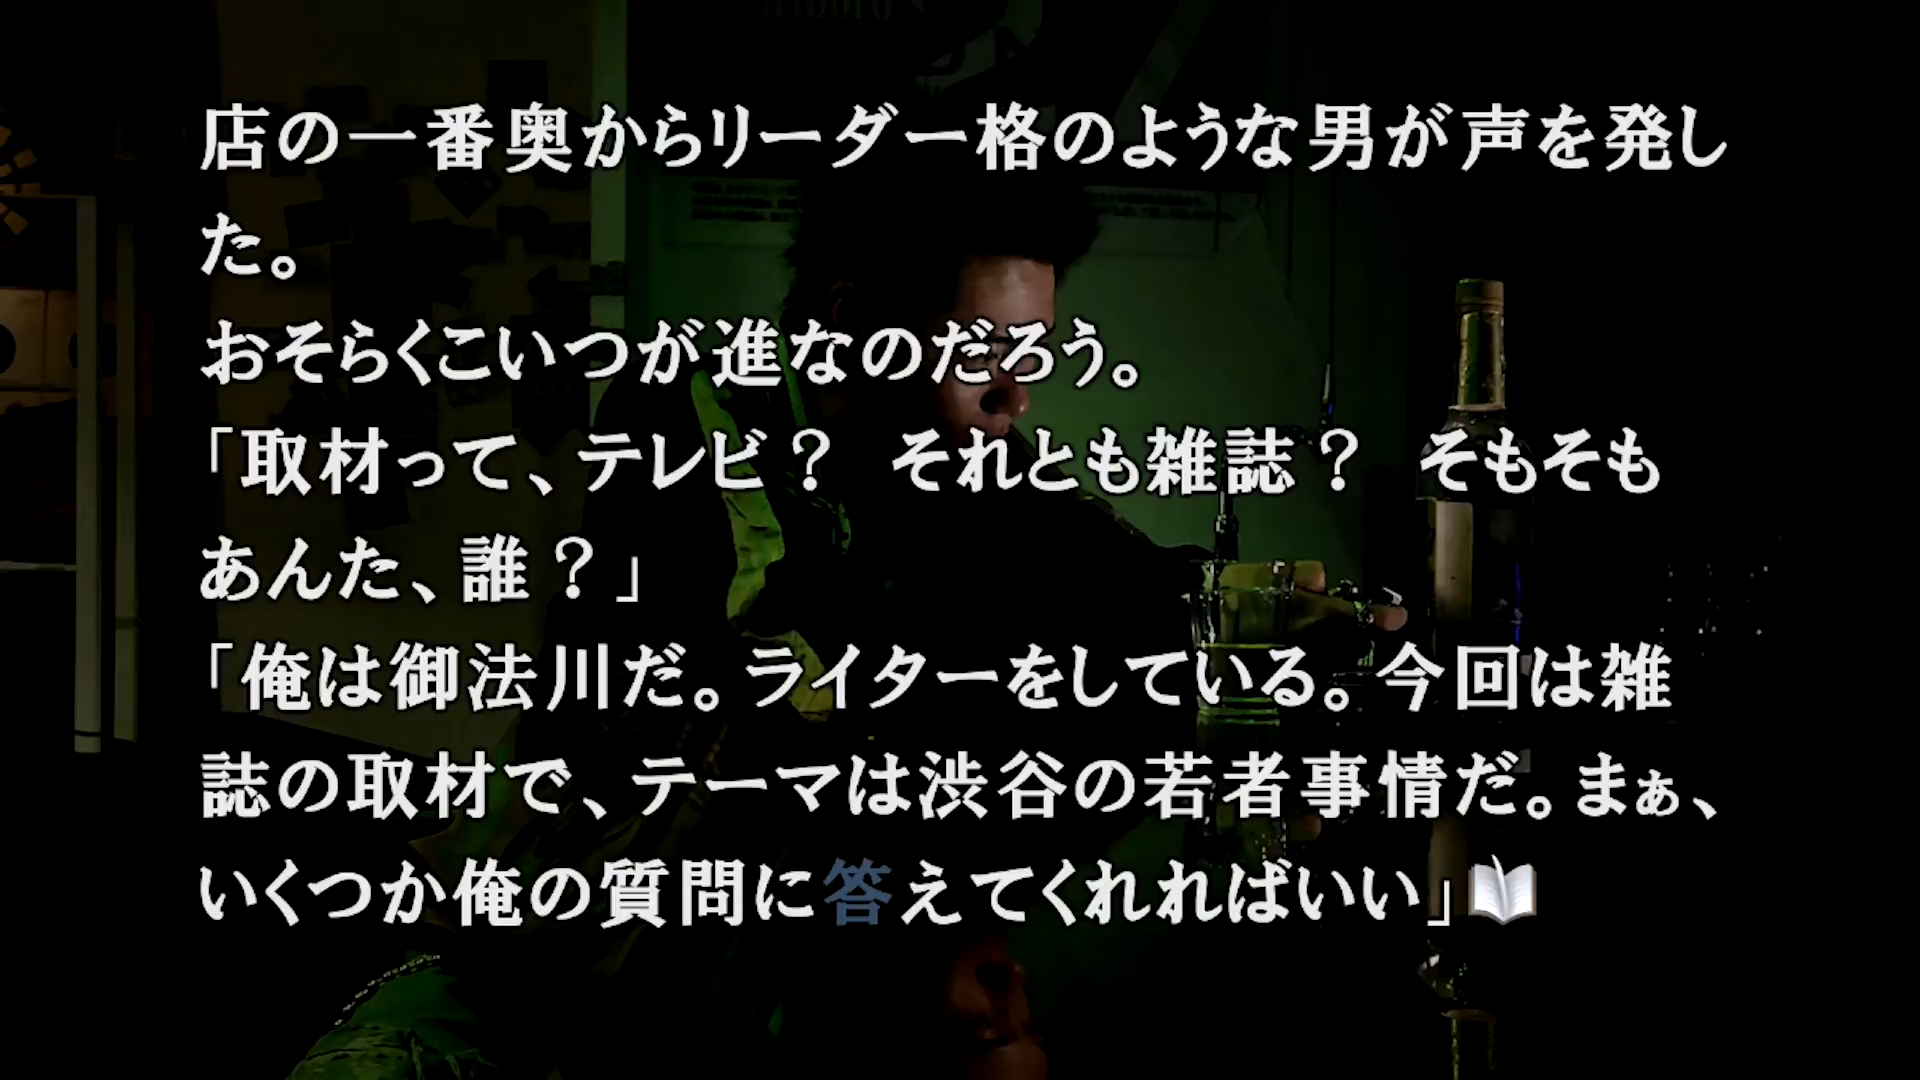 店の一番奥からリーダー格のような男が声を発し
た。
おそらくこいつが進なのだろう。
「取材って、テレビ？　それとも雑誌？　そもそも
あんた、誰？」
「俺は御法川だ。ライターをしている。今回は雑
誌の取材で、テーマは渋谷の若者事情だ。まぁ、
いくつか俺の質問に答えてくれればいい」